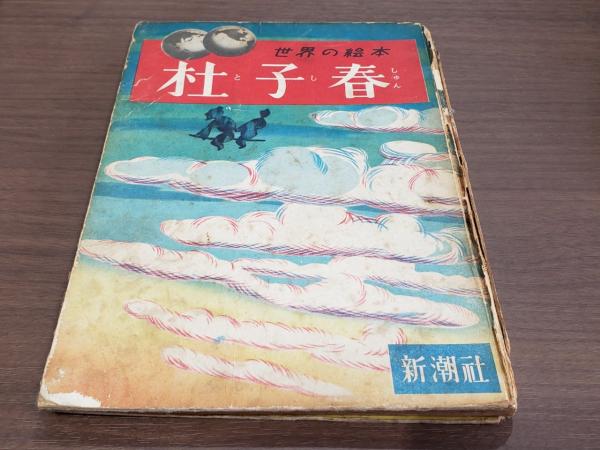 世界の絵本
杜子春
とししゅん
新潮社